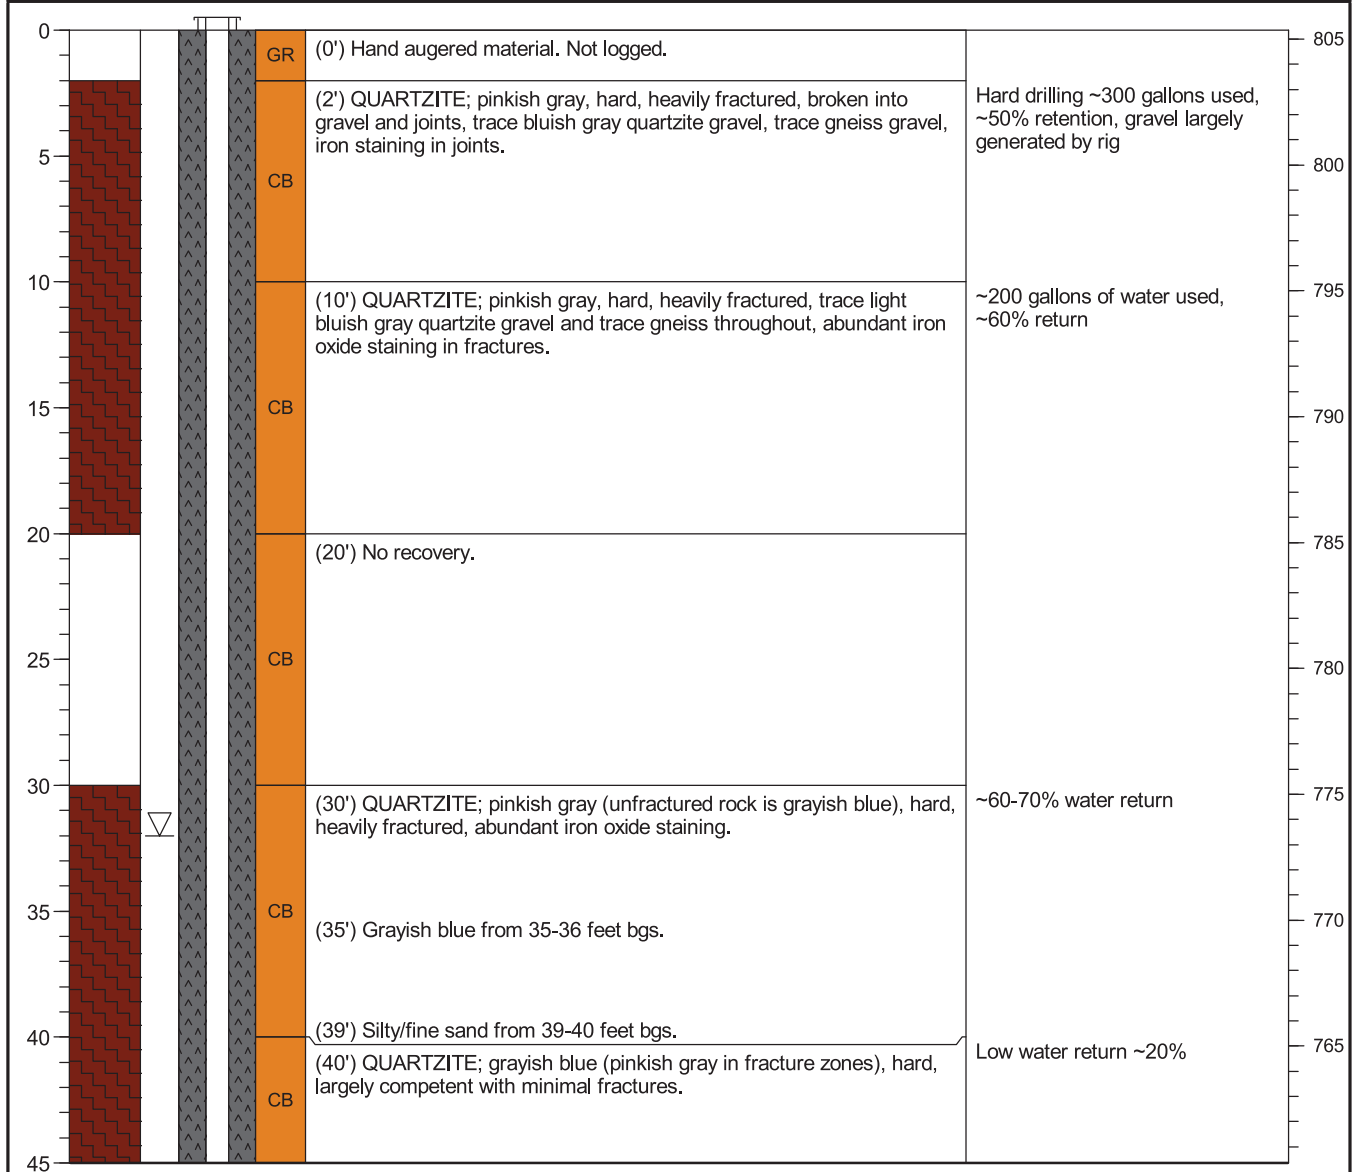 0
GR
(0') Hand augered material. Not logged.
805
(2') QUARTZITE; pinkish gray, hard, heavily fractured, broken into
gravel and joints, trace bluish gray quartzite gravel, trace gneiss gravel,
iron staining in joints.
Hard drilling ~300 gallons used,
~50% retention, gravel largely
generated by rig
5
CB
800
10
(10') QUARTZITE; pinkish gray, hard, heavily fractured, trace light
bluish gray quartzite gravel and trace gneiss throughout, abundant iron
oxide staining in fractures.
~200 gallons of water used,
~60% return
795
15
CB
790
20
(20') No recovery.
785
25
CB
780
30
(30') QUARTZITE; pinkish gray (unfractured rock is grayish blue), hard,
heavily fractured, abundant iron oxide staining.
~60-70% water return
775
35
CB
(35') Grayish blue from 35-36 feet bgs.
770
(39') Silty/fine sand from 39-40 feet bgs.
40
(40') QUARTZITE; grayish blue (pinkish gray in fracture zones), hard,
largely competent with minimal fractures.
Low water return ~20%
765
CB
45